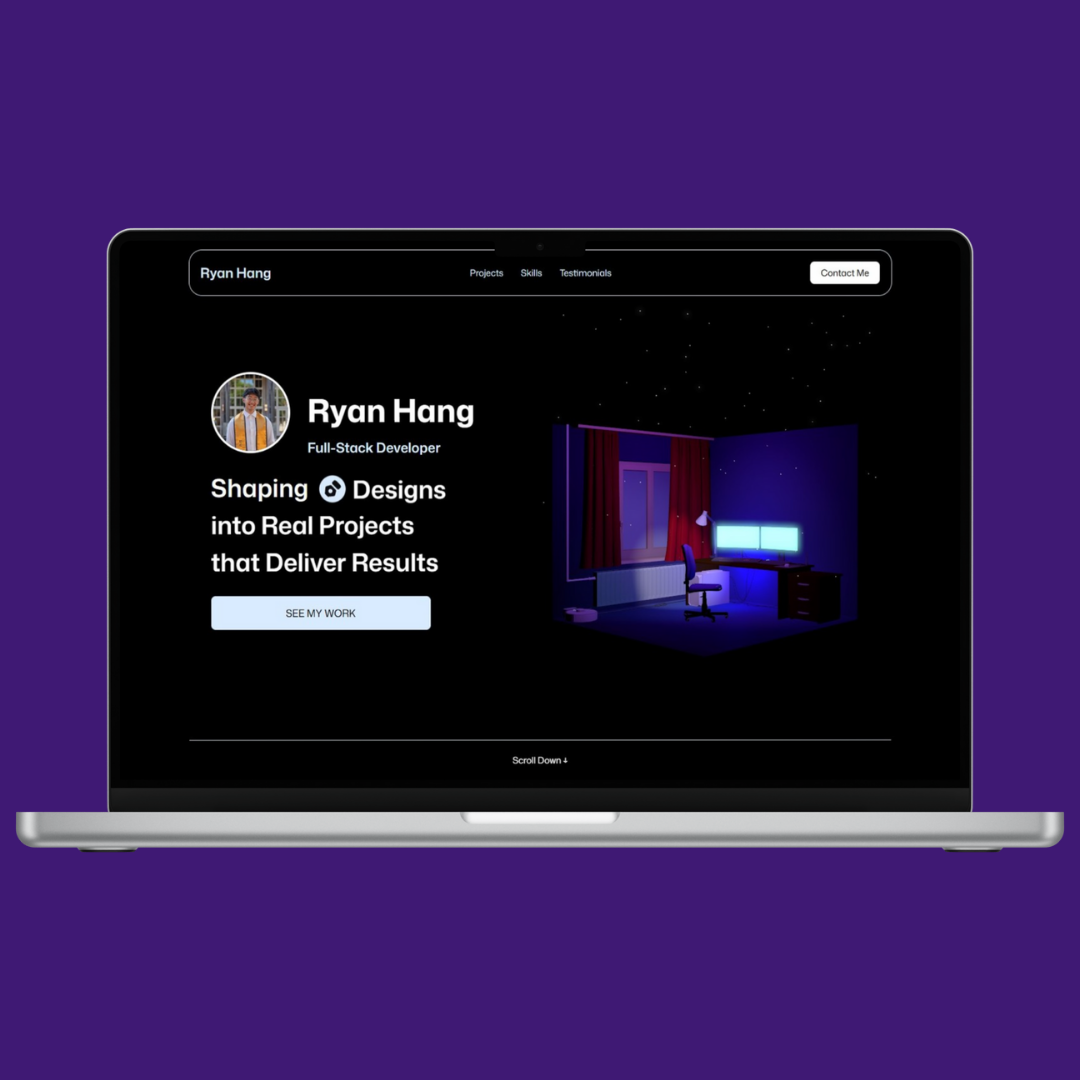 Ryan Hang
Projects Skills Testimonials
Contact Me
Ryan Hang
Full-Stack Developer
Shaping Designs
into Real Projects
that Deliver Results
SEE MY WORK
Scroll Down ↓